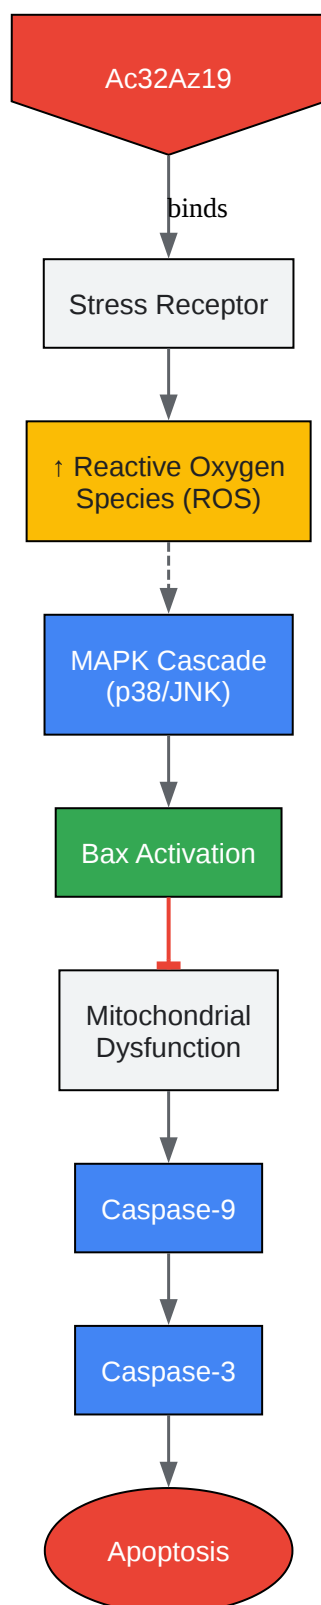 Ac32Az19
binds
Stress Receptor
↑ Reactive Oxygen
Species (ROS)
MAPK Cascade
(p38/JNK)
Bax Activation
Mitochondrial
Dysfunction
Caspase-9
Caspase-3
Apoptosis